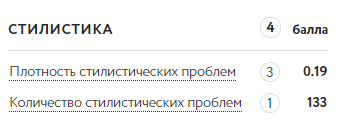 СТИЛИСТИКА 4 балла
Плотность стилистических проблем 3 0.19
Количество стилистических проблем 1 133